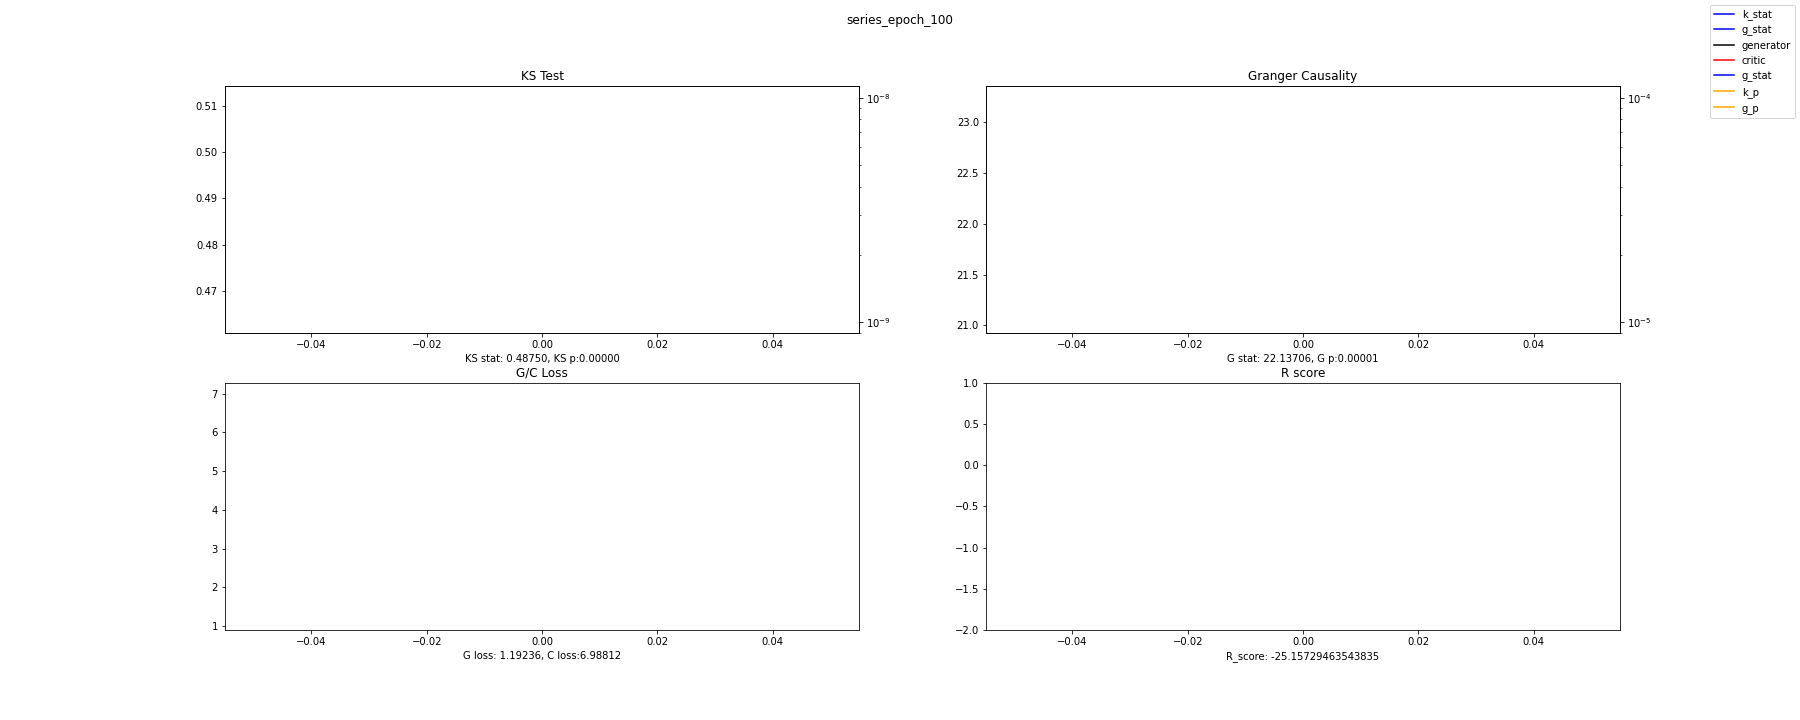 series_epoch_100
k_stat
g_stat
generator
critic
g_stat
k_p
g_p
KS Test
0.51
0.50
0.49
0.48
0.47
10⁻⁸
10⁻⁹
−0.04 −0.02 0.00 0.02 0.04
KS stat: 0.48750, KS p:0.00000
Granger Causality
23.0
22.5
22.0
21.5
21.0
10⁻⁴
10⁻⁵
−0.04 −0.02 0.00 0.02 0.04
G stat: 22.13706, G p:0.00001
G/C Loss
7
6
5
4
3
2
1
−0.04 −0.02 0.00 0.02 0.04
G loss: 1.19236, C loss:6.98812
R score
1.0
0.5
0.0
−0.5
−1.0
−1.5
−2.0
−0.04 −0.02 0.00 0.02 0.04
R_score: -25.15729463543835